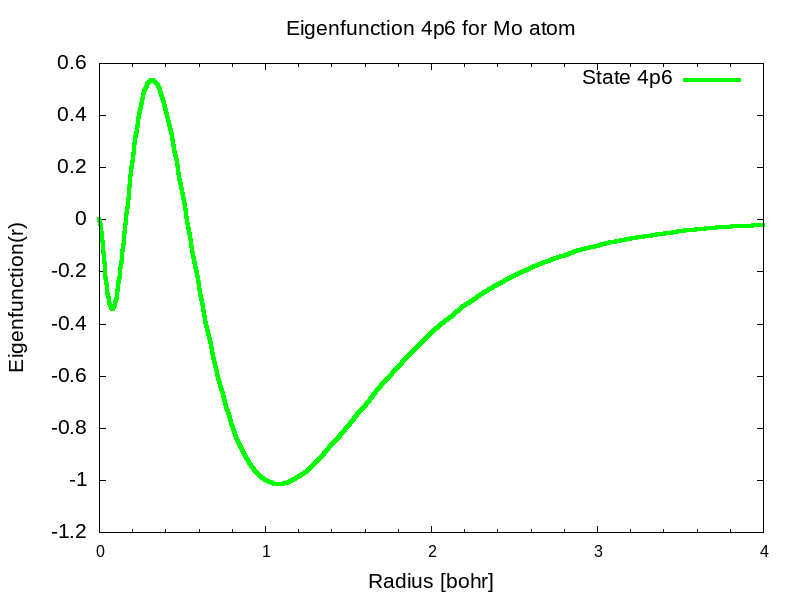 Eigenfunction 4p6 for Mo atom
State 4p6
0.6
0.4
0.2
0
-0.2
-0.4
-0.6
-0.8
-1
-1.2
Eigenfunction(r)
0 1 2 3 4
Radius [bohr]